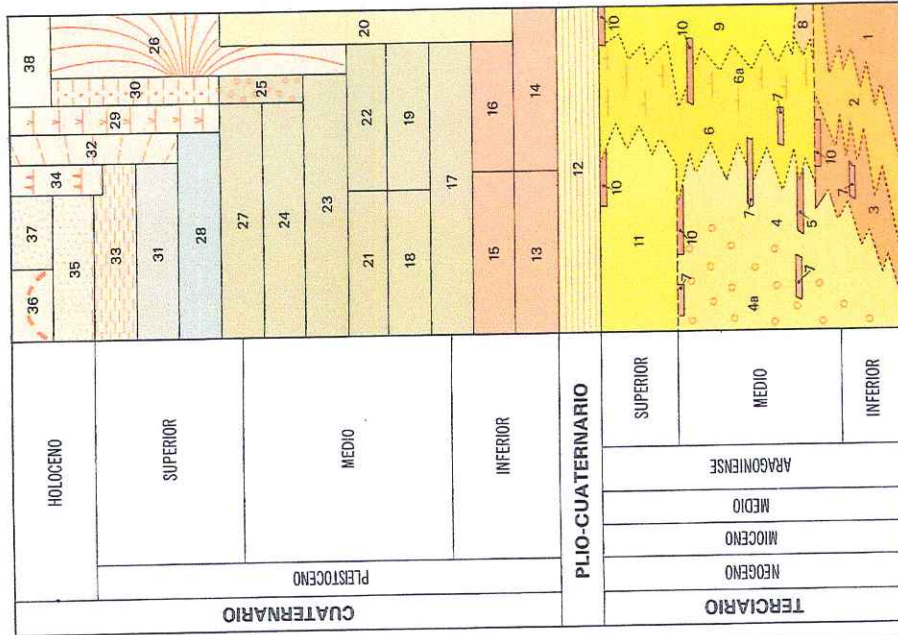 38
26
20
30
25
29
32
34
37
36
35
33
31
28
27
24
23
22
19
21
18
17
16
14
15
13
12
10
10
9
8
6a
7
1
2
6
10
10
11
7
10
7
4
5
3
7
7
4a
HOLOCENO
SUPERIOR
MEDIO
INFERIOR
PLEISTOCENO
CUATERNARIO
PLIO-CUATERNARIO
SUPERIOR
MEDIO
INFERIOR
ARAGONIENSE
MEDIO
MIOCENO
NEOGENO
TERCIARIO